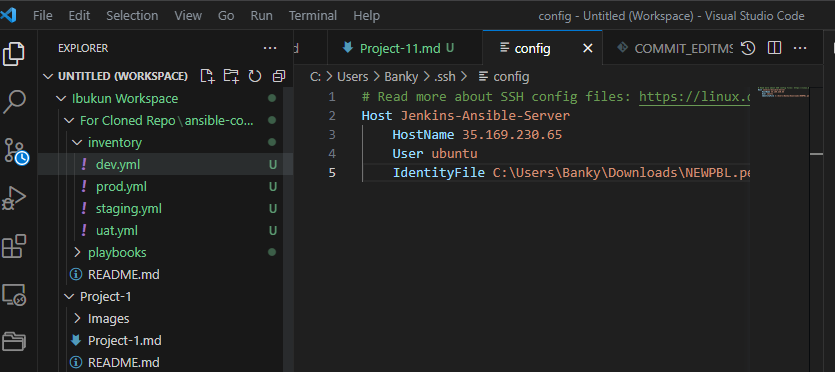 File Edit Selection View Go Run Terminal Help config - Untitled (Workspace) - Visual Studio Code
EXPLORER
Project-11.md U config COMMIT_EDITMS
UNTITLED (WORKSPACE)
C: > Users > Banky > .ssh > config
Ibukun Workspace
For Cloned Repo\ansible-co...
inventory
dev.yml U
prod.yml U
staging.yml U
uat.yml U
playbooks
README.md
Project-1
Images
Project-1.md
README.md
1 # Read more about SSH config files: https://linux.
2 Host Jenkins-Ansible-Server
3 HostName 35.169.230.65
4 User ubuntu
5 IdentityFile C:\Users\Banky\Downloads\NEWPBL.pe